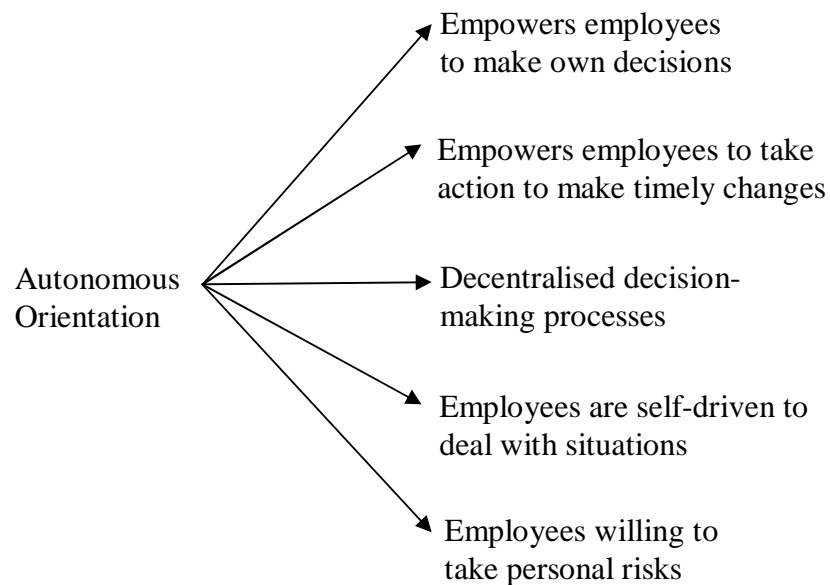 Empowers employees
to make own decisions
Empowers employees to take
action to make timely changes
Autonomous
Orientation
Decentralised decision-
making processes
Employees are self-driven to
deal with situations
Employees willing to
take personal risks